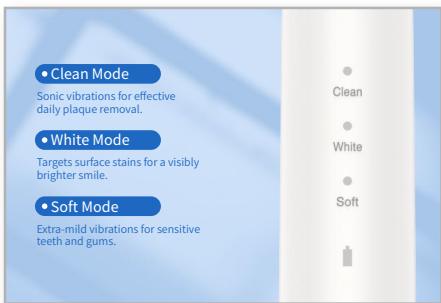 • Clean Mode
Sonic vibrations for effective
daily plaque removal.
• White Mode
Targets surface stains for a visibly
brighter smile.
• Soft Mode
Extra-mild vibrations for sensitive
teeth and gums.
Clean
White
Soft